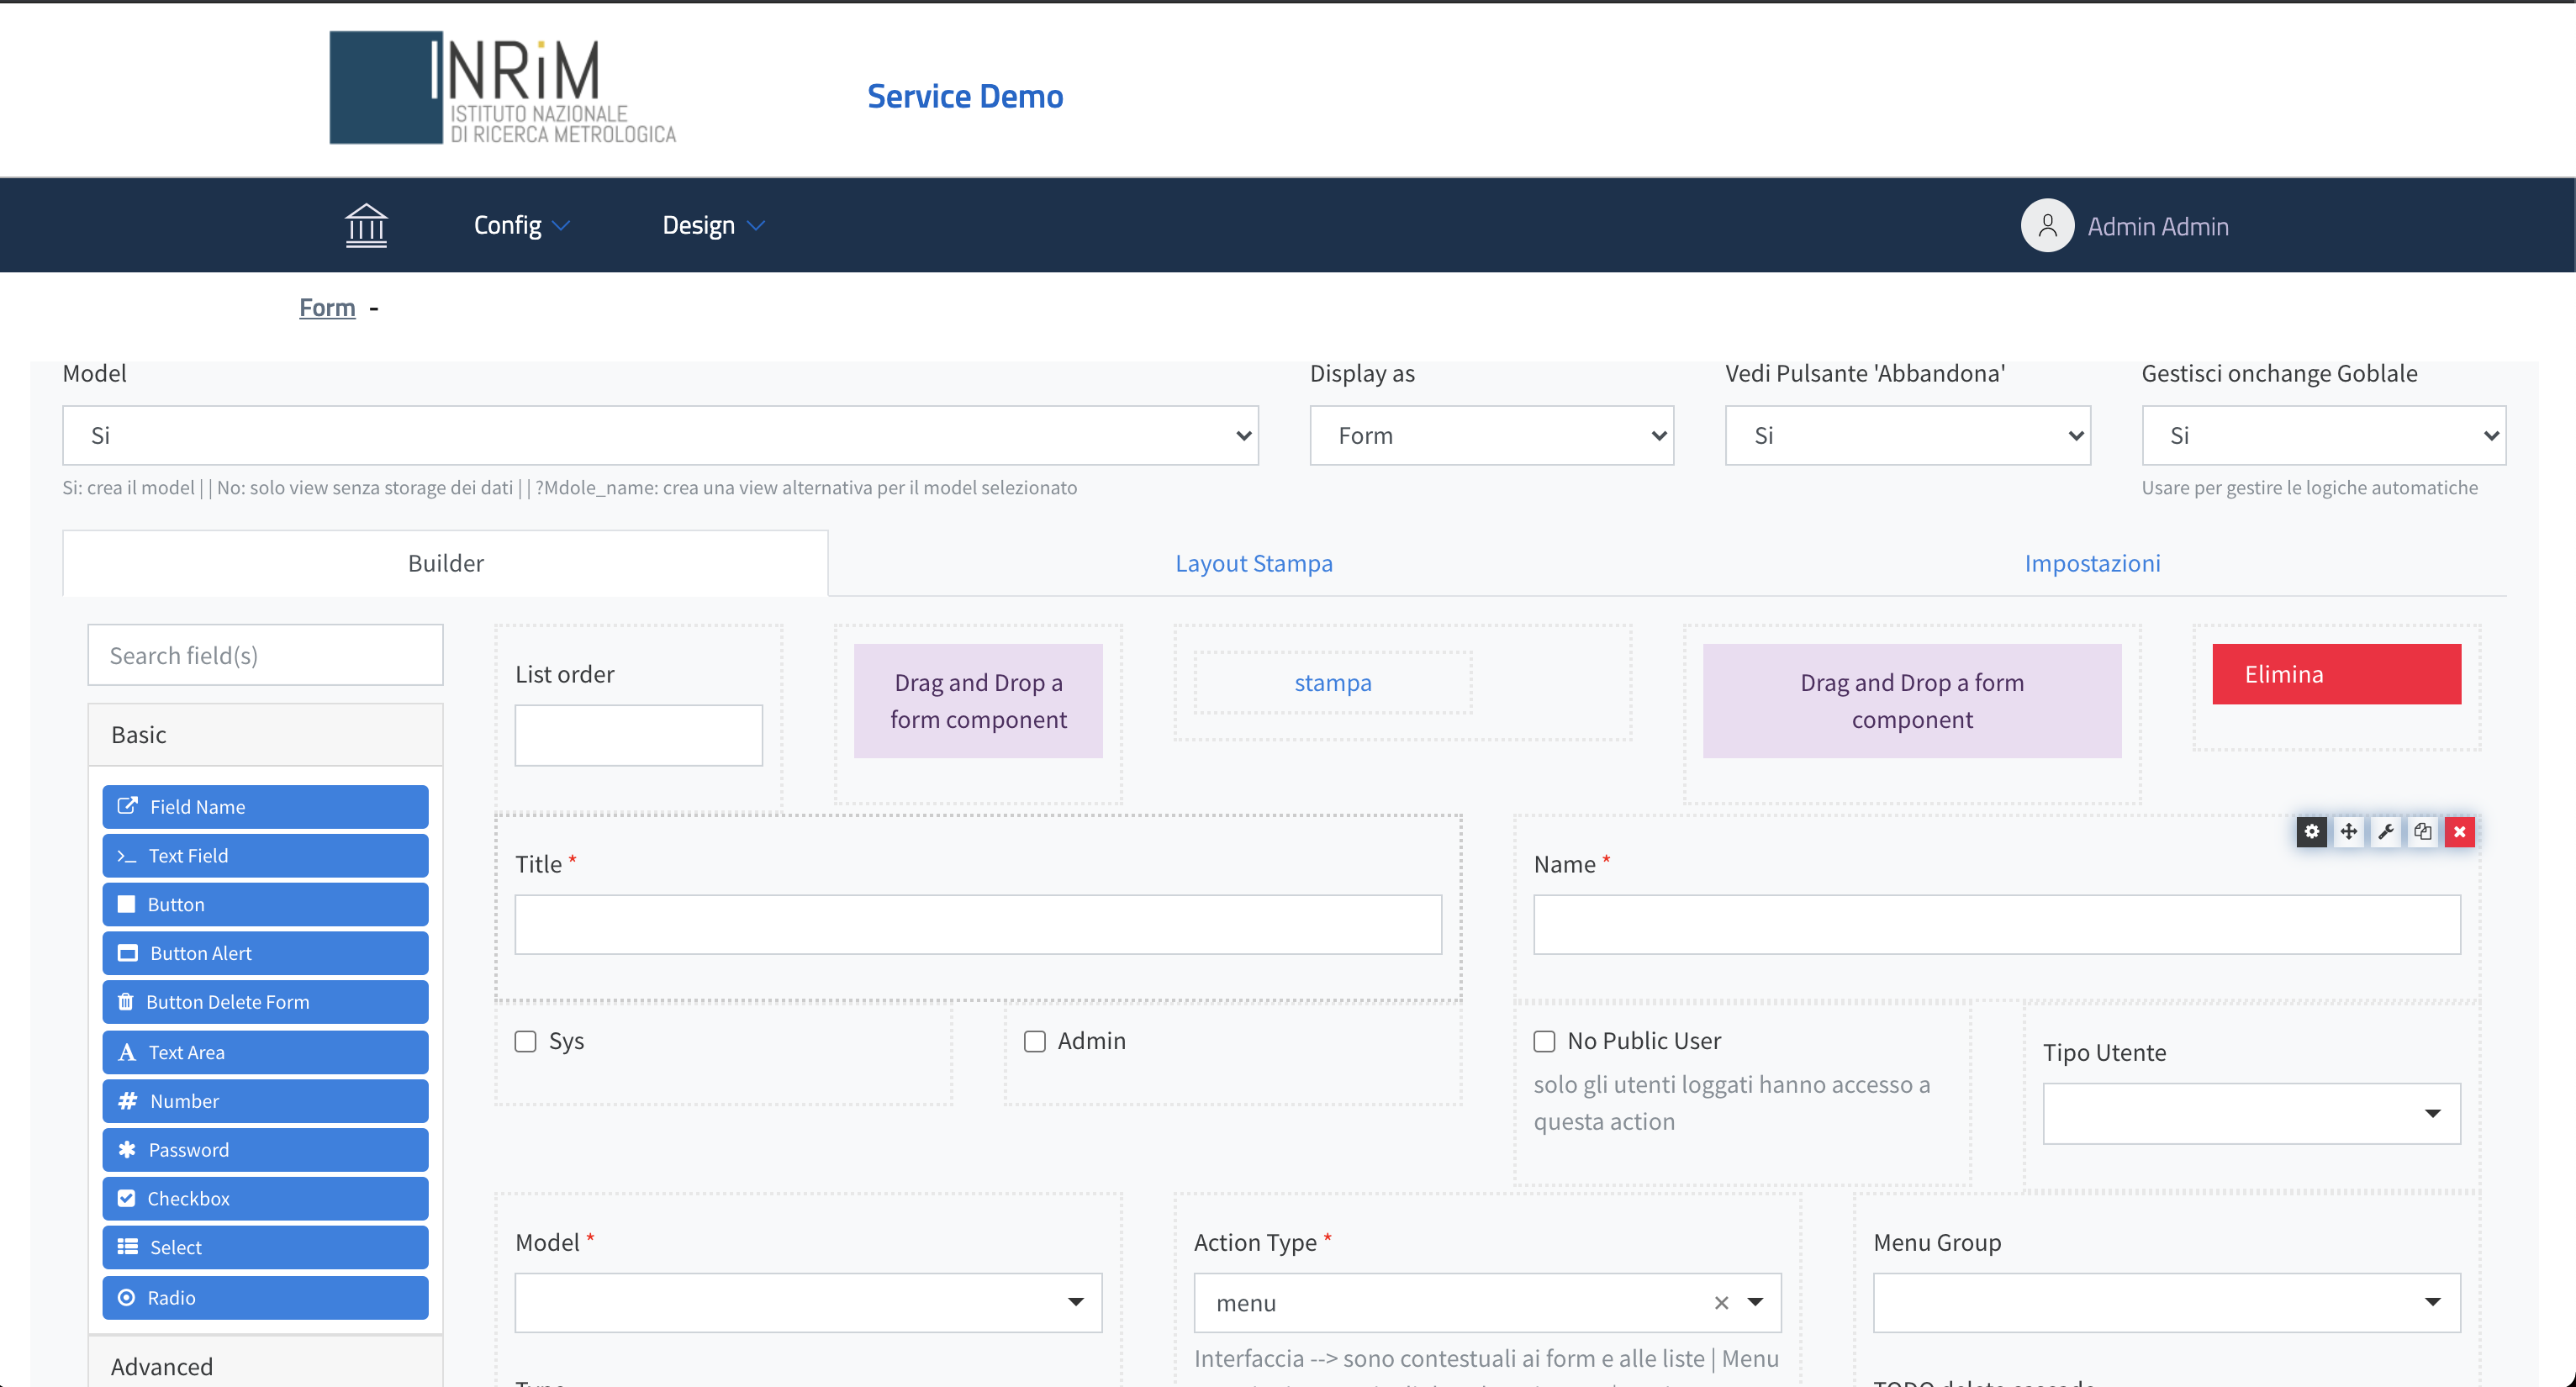 INRiM
ISTITUTO NAZIONALE
DI RICERCA METROLOGICA
Service Demo
Config
Design
Admin Admin
Form -
Model
Display as
Vedi Pulsante 'Abbandona'
Gestisci onchange Goblale
Si
Form
Si
Si
Si: crea il model || No: solo view senza storage dei dati || ?Mdole_name: crea una view alternativa per il model selezionato
Usare per gestire le logiche automatiche
Builder
Layout Stampa
Impostazioni
Search field(s)
Basic
Field Name
Text Field
Button
Button Alert
Button Delete Form
Text Area
Number
Password
Checkbox
Select
Radio
Advanced
List order
Drag and Drop a
form component
stampa
Drag and Drop a form
component
Elimina
Title *
Name *
Sys
Admin
No Public User
solo gli utenti loggati hanno accesso a
questa action
Tipo Utente
Model *
Action Type *
Menu Group
menu
Interfaccia --> sono contestuali ai form e alle liste | Menu